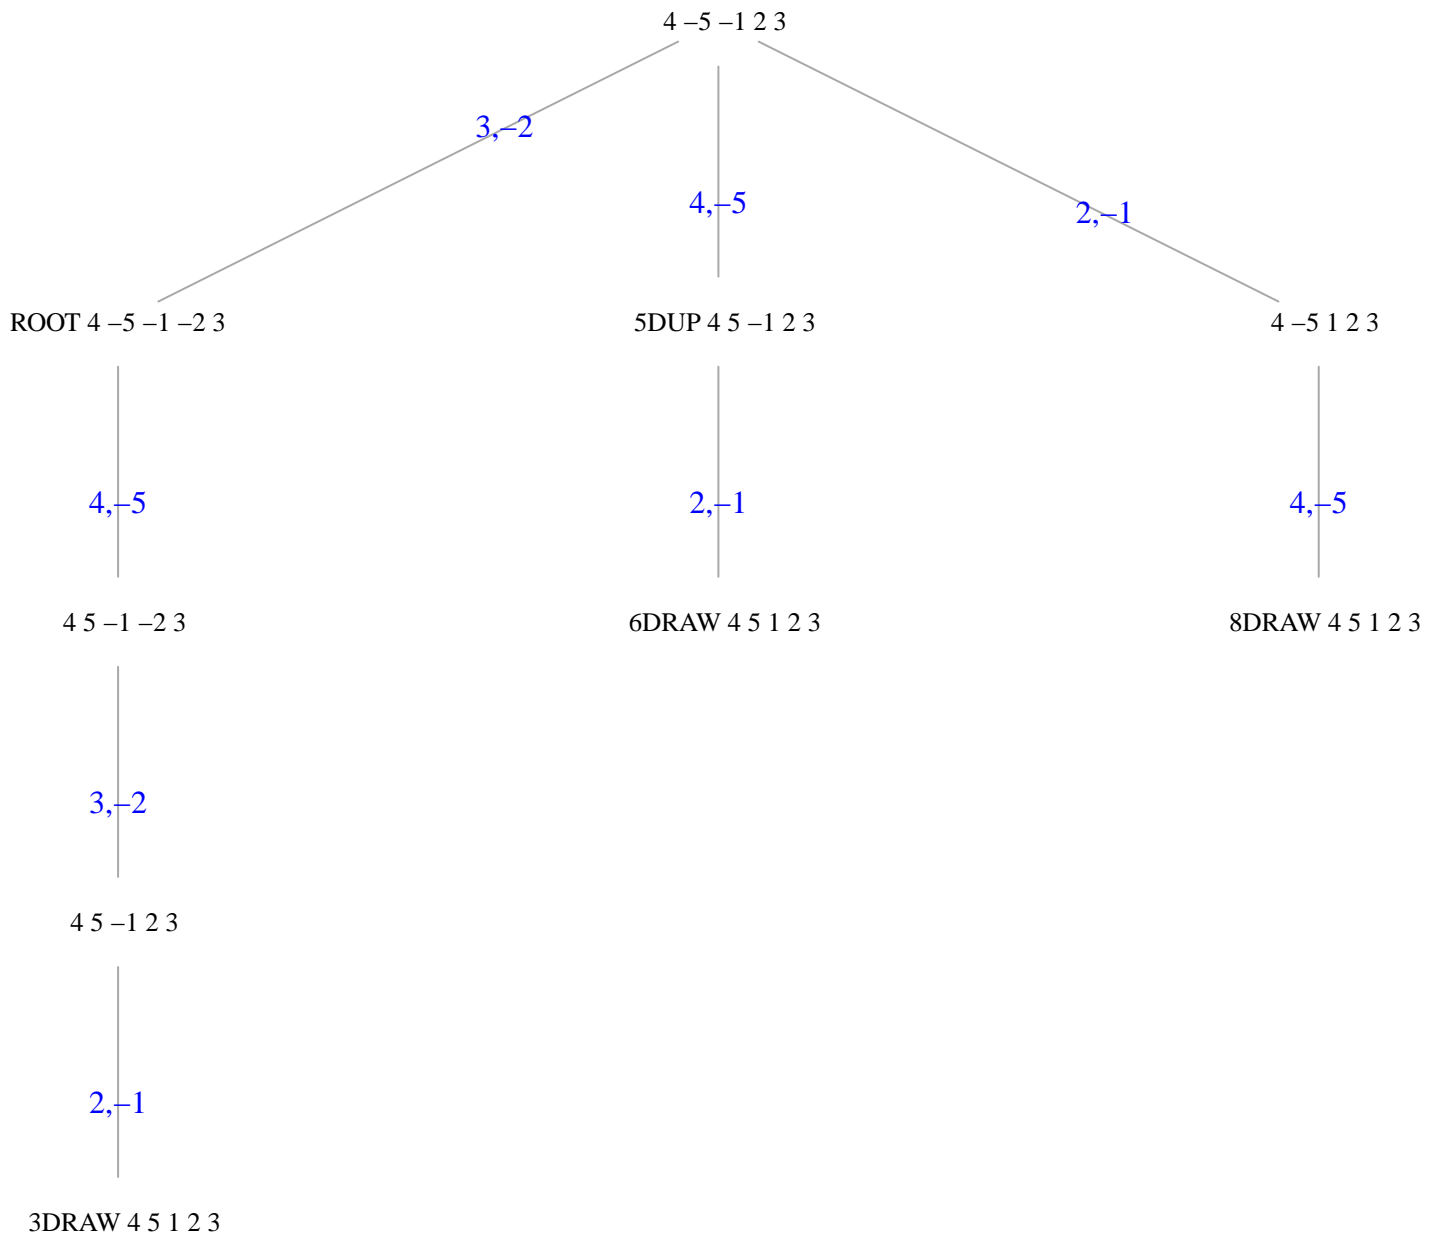 4 –5 –1 2 3
3,–2
4,–5
2,–1
ROOT 4 –5 –1 –2 3
5DUP 4 5 –1 2 3
4 –5 1 2 3
4,–5
2,–1
4,–5
4 5 –1 –2 3
6DRAW 4 5 1 2 3
8DRAW 4 5 1 2 3
3,–2
4 5 –1 2 3
2,–1
3DRAW 4 5 1 2 3